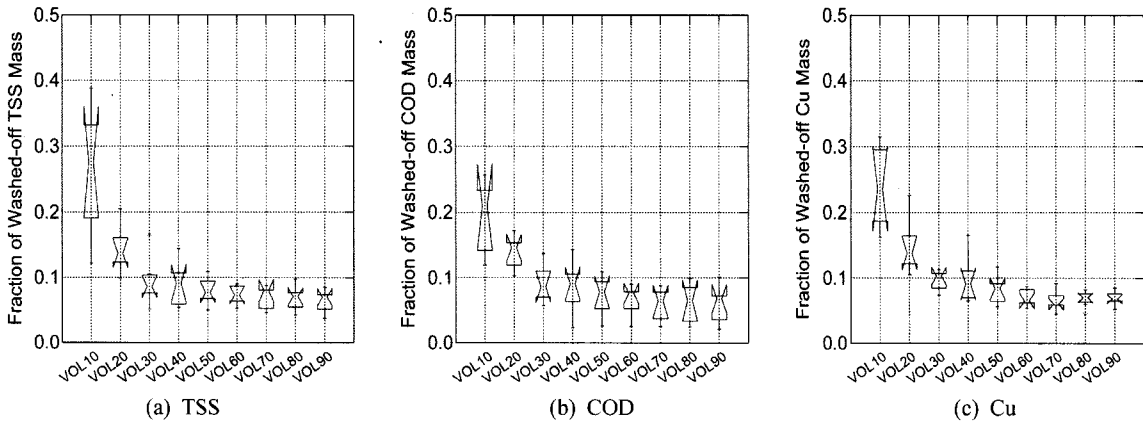 Fraction of Washed-off TSS Mass
0.5
0.4
0.3
0.2
0.1
0.0
VOL10
VOL20
VOL30
VOL40
VOL50
VOL60
VOL70
VOL80
VOL90
(a) TSS
Fraction of Washed-off COD Mass
0.5
0.4
0.3
0.2
0.1
0.0
VOL10
VOL20
VOL30
VOL40
VOL50
VOL60
VOL70
VOL80
VOL90
(b) COD
Fraction of Washed-off Cu Mass
0.5
0.4
0.3
0.2
0.1
0.0
VOL10
VOL20
VOL30
VOL40
VOL50
VOL60
VOL70
VOL80
VOL90
(c) Cu